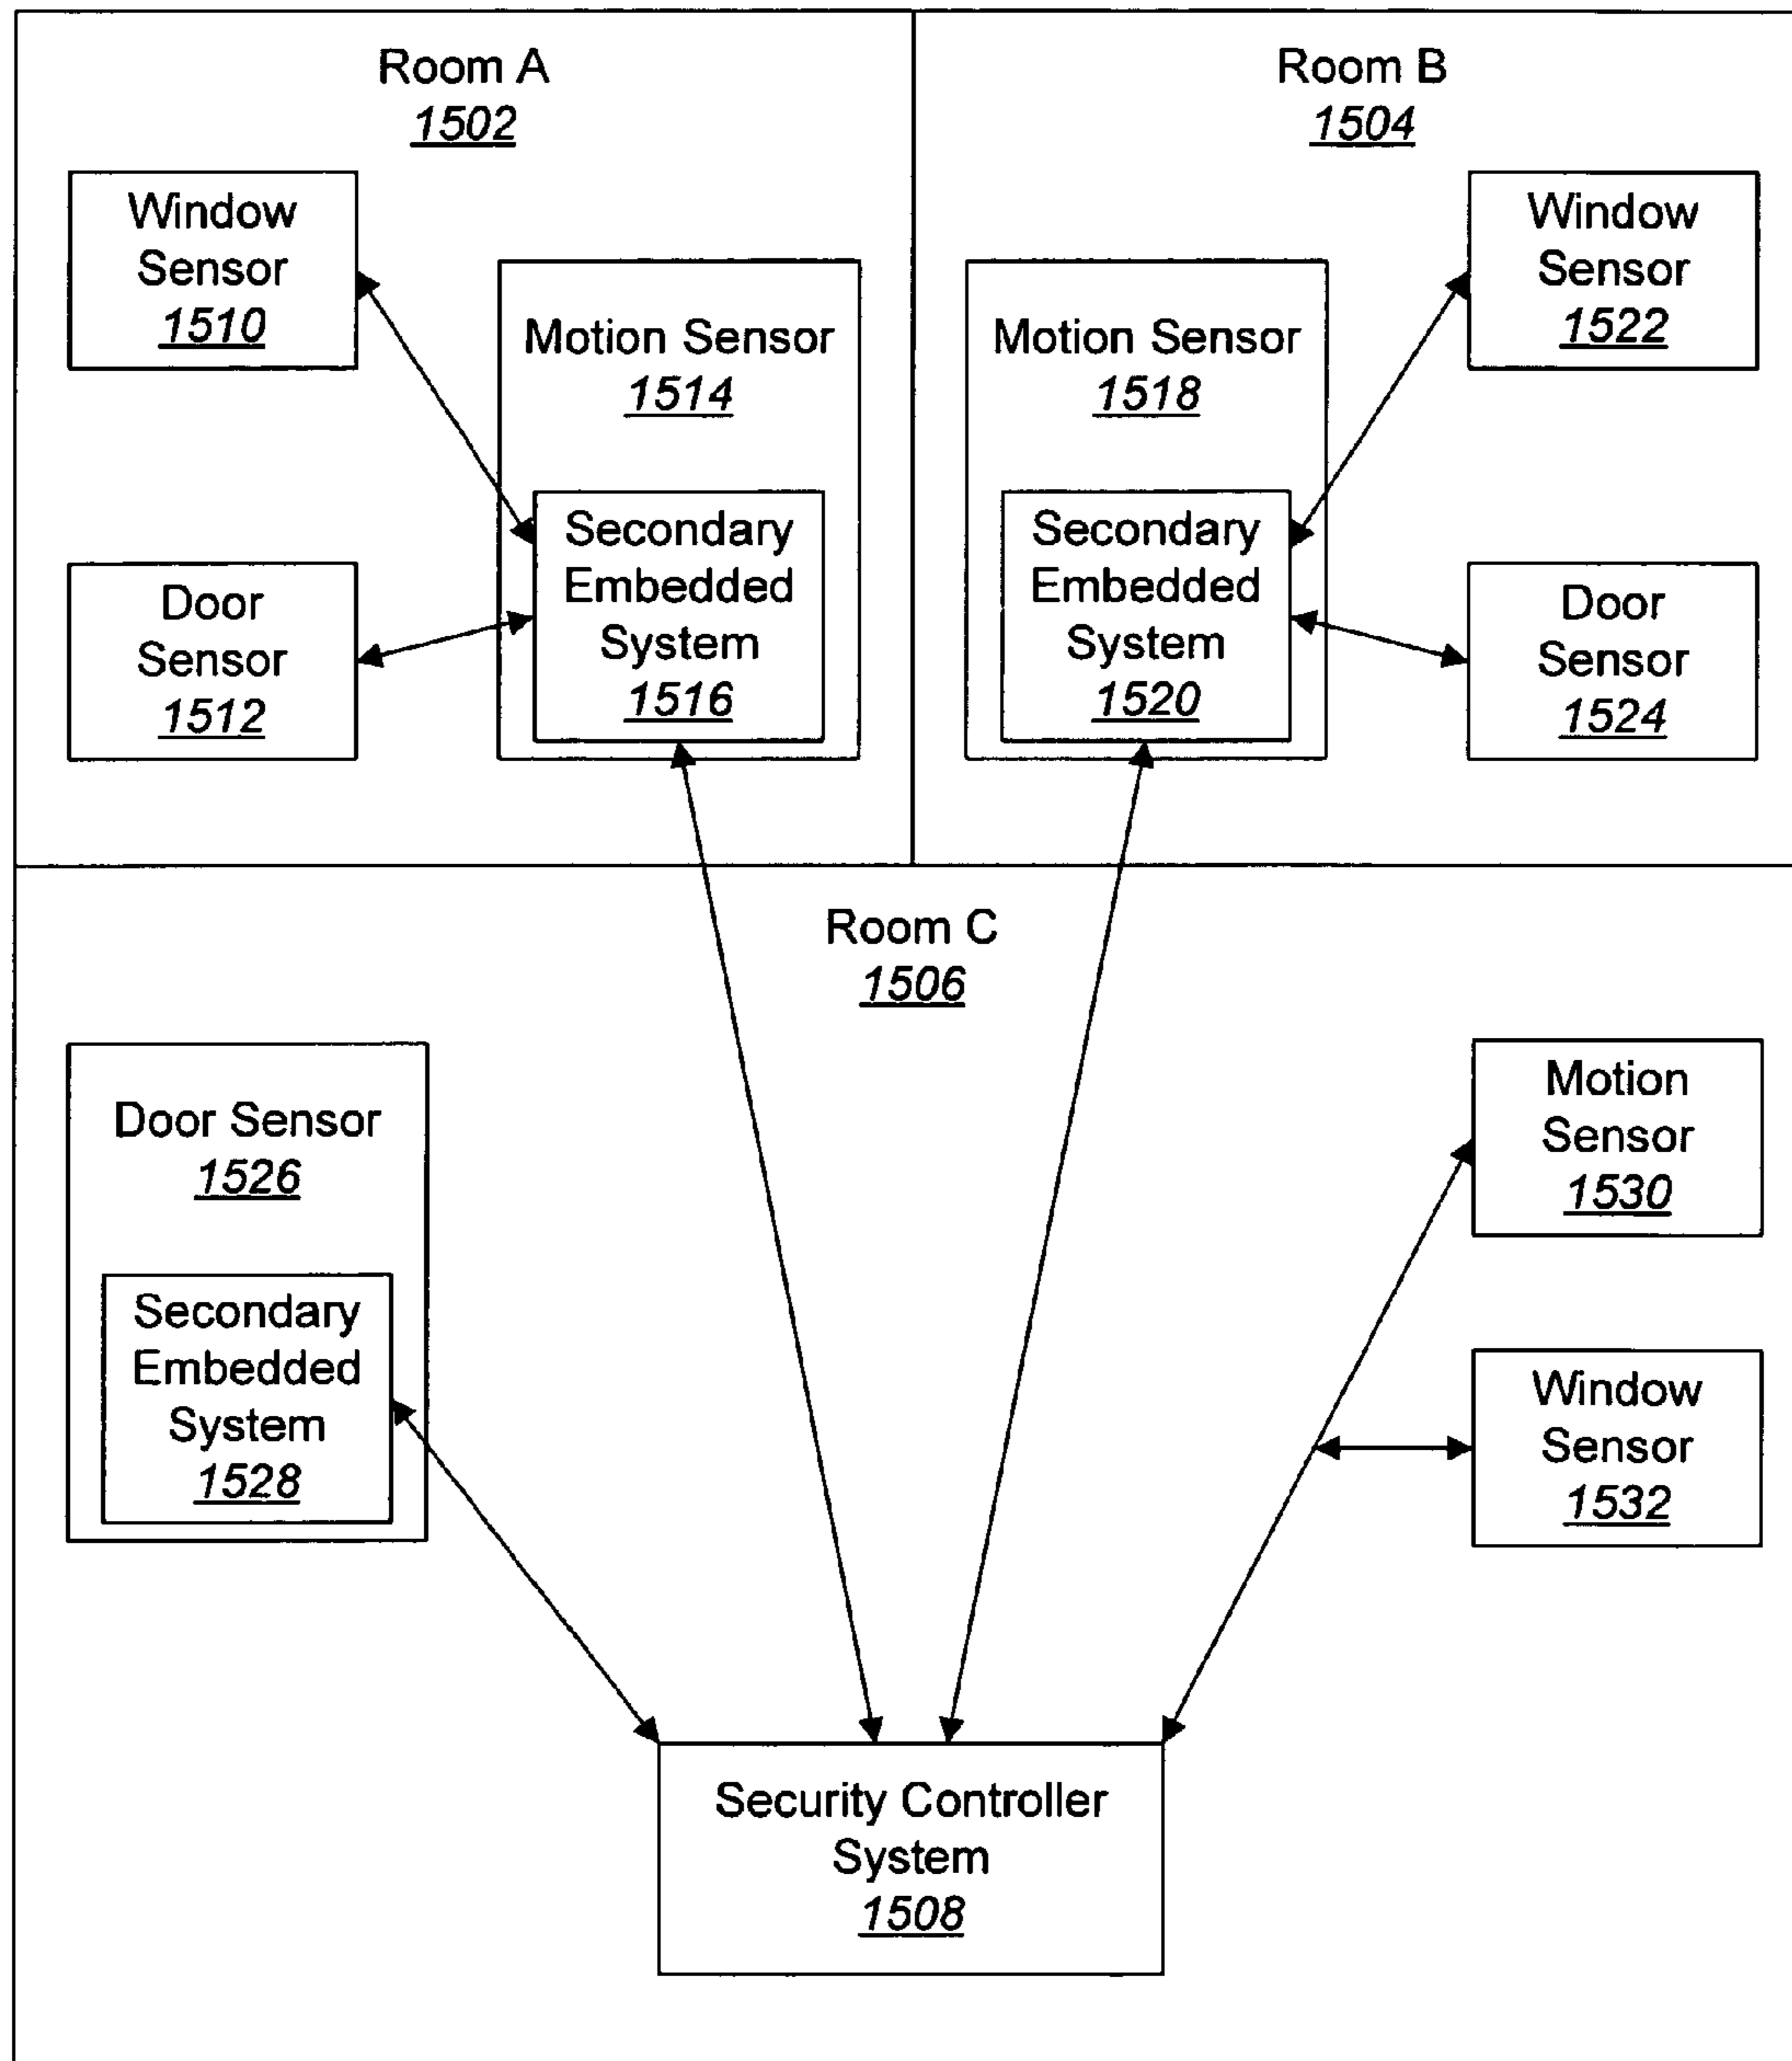 Room A
1502
Room B
1504
Window
Sensor
1510
Motion Sensor
1514
Secondary
Embedded
System
1516
Door
Sensor
1512
Motion Sensor
1518
Secondary
Embedded
System
1520
Window
Sensor
1522
Door
Sensor
1524
Room C
1506
Door Sensor
1526
Secondary
Embedded
System
1528
Motion
Sensor
1530
Window
Sensor
1532
Security Controller
System
1508